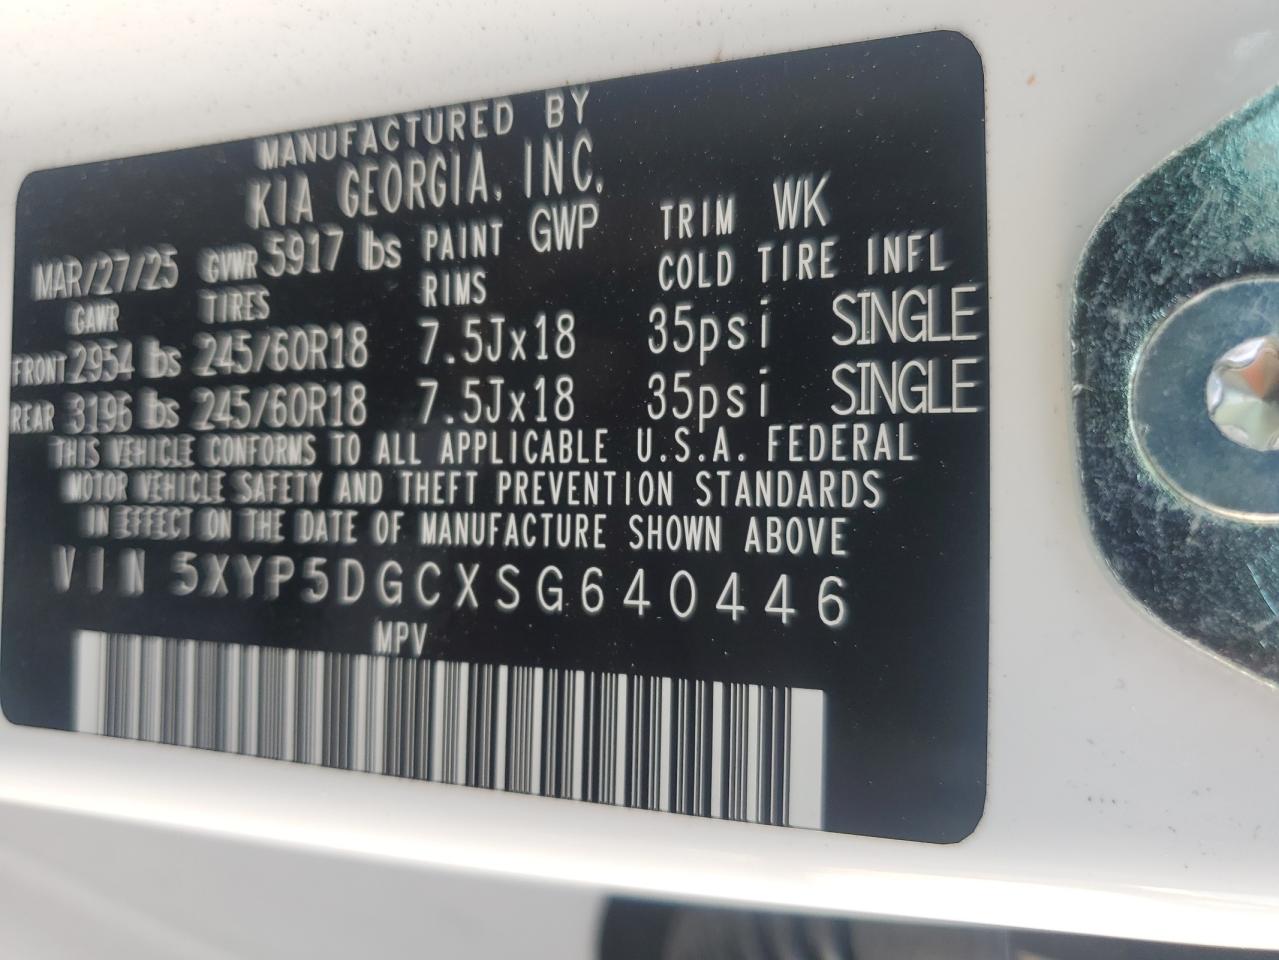 MANUFACTURED BY
KIA GEORGIA, INC.
MAR/27/25 GVWR 5917 lbs PAINT GWP TRIM WK
GAWR TIRES RIMS COLD TIRE INFL
FRONT 2954 lbs 245/60R18 7.5Jx18 35psi SINGLE
REAR 3196 lbs 245/60R18 7.5Jx18 35psi SINGLE
THIS VEHICLE CONFORMS TO ALL APPLICABLE U.S.A. FEDERAL
MOTOR VEHICLE SAFETY AND THEFT PREVENTION STANDARDS
IN EFFECT ON THE DATE OF MANUFACTURE SHOWN ABOVE
VIN 5XYP5DGCXSG640446
MPV